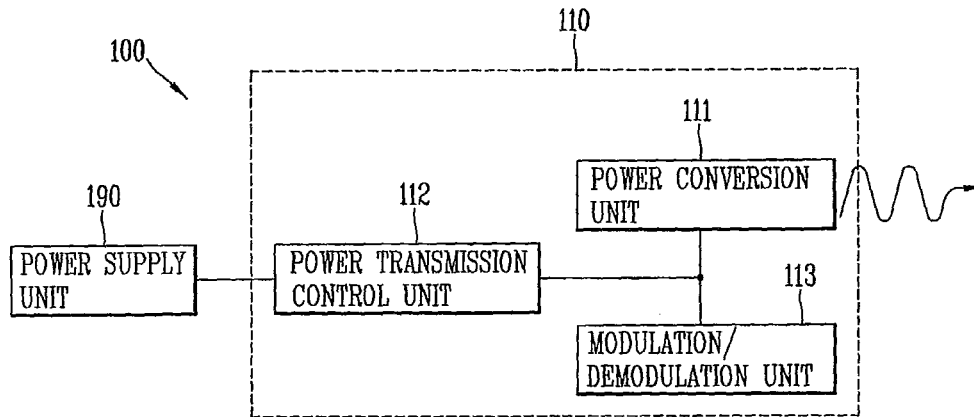 110
100
111
POWER CONVERSION
UNIT
190
112
POWER SUPPLY
UNIT
POWER TRANSMISSION
CONTROL UNIT
113
MODULATION/
DEMODULATION UNIT